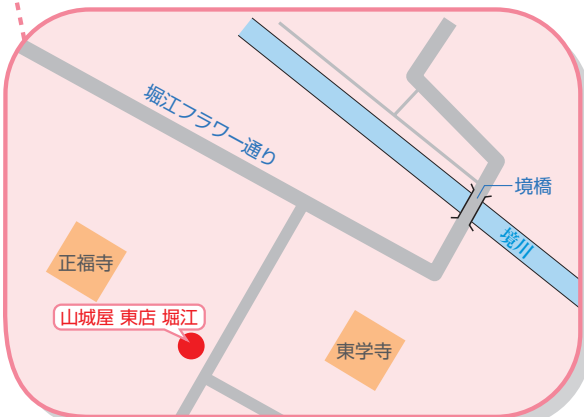 堀江フラワー通り
境橋
境川
正福寺
山城屋 東店 堀江
東学寺